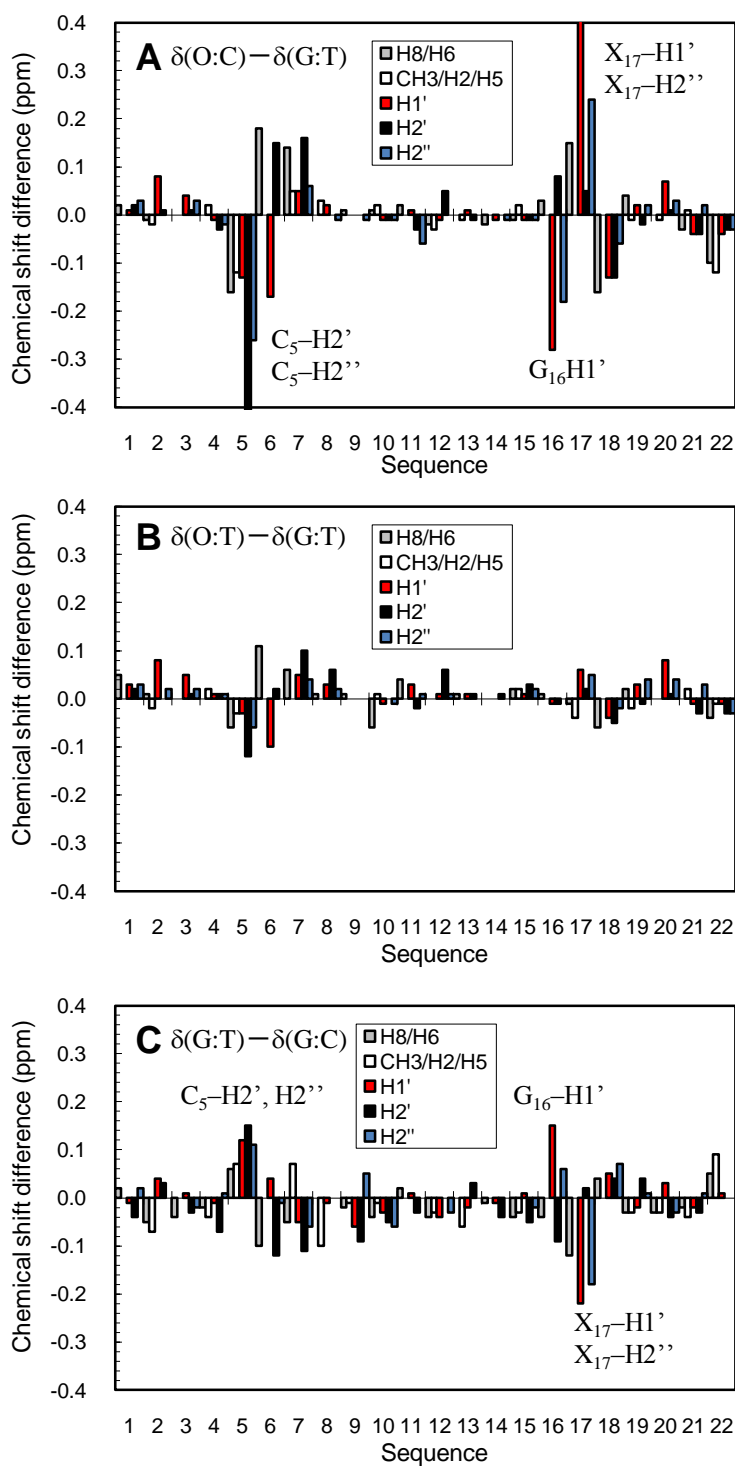 A δ(O:C)－δ(G:T)
H8/H6
CH3/H2/H5
H1'
H2'
H2''
X17–H1’
X17–H2’’
C5–H2’
C5–H2’’
G16H1’
Chemical shift difference (ppm)
0.4
0.3
0.2
0.1
0.0
-0.1
-0.2
-0.3
-0.4
1 2 3 4 5 6 7 8 9 10 11 12 13 14 15 16 17 18 19 20 21 22
Sequence
B δ(O:T)－δ(G:T)
H8/H6
CH3/H2/H5
H1'
H2'
H2''
Chemical shift difference (ppm)
0.4
0.3
0.2
0.1
0.0
-0.1
-0.2
-0.3
-0.4
1 2 3 4 5 6 7 8 9 10 11 12 13 14 15 16 17 18 19 20 21 22
Sequence
C δ(G:T)－δ(G:C)
H8/H6
CH3/H2/H5
H1'
H2'
H2''
C5–H2’, H2’’
G16–H1’
X17–H1’
X17–H2’’
Chemical shift difference (ppm)
0.4
0.3
0.2
0.1
0.0
-0.1
-0.2
-0.3
-0.4
1 2 3 4 5 6 7 8 9 10 11 12 13 14 15 16 17 18 19 20 21 22
Sequence